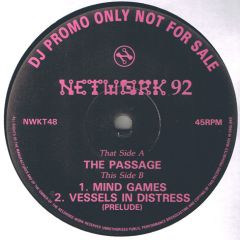 DJ PROMO ONLY NOT FOR SALE
NETWORK 92
NWKT48
45RPM
That Side A
THE PASSAGE
This Side B
1. MIND GAMES
2. VESSELS IN DISTRESS
(PRELUDE)